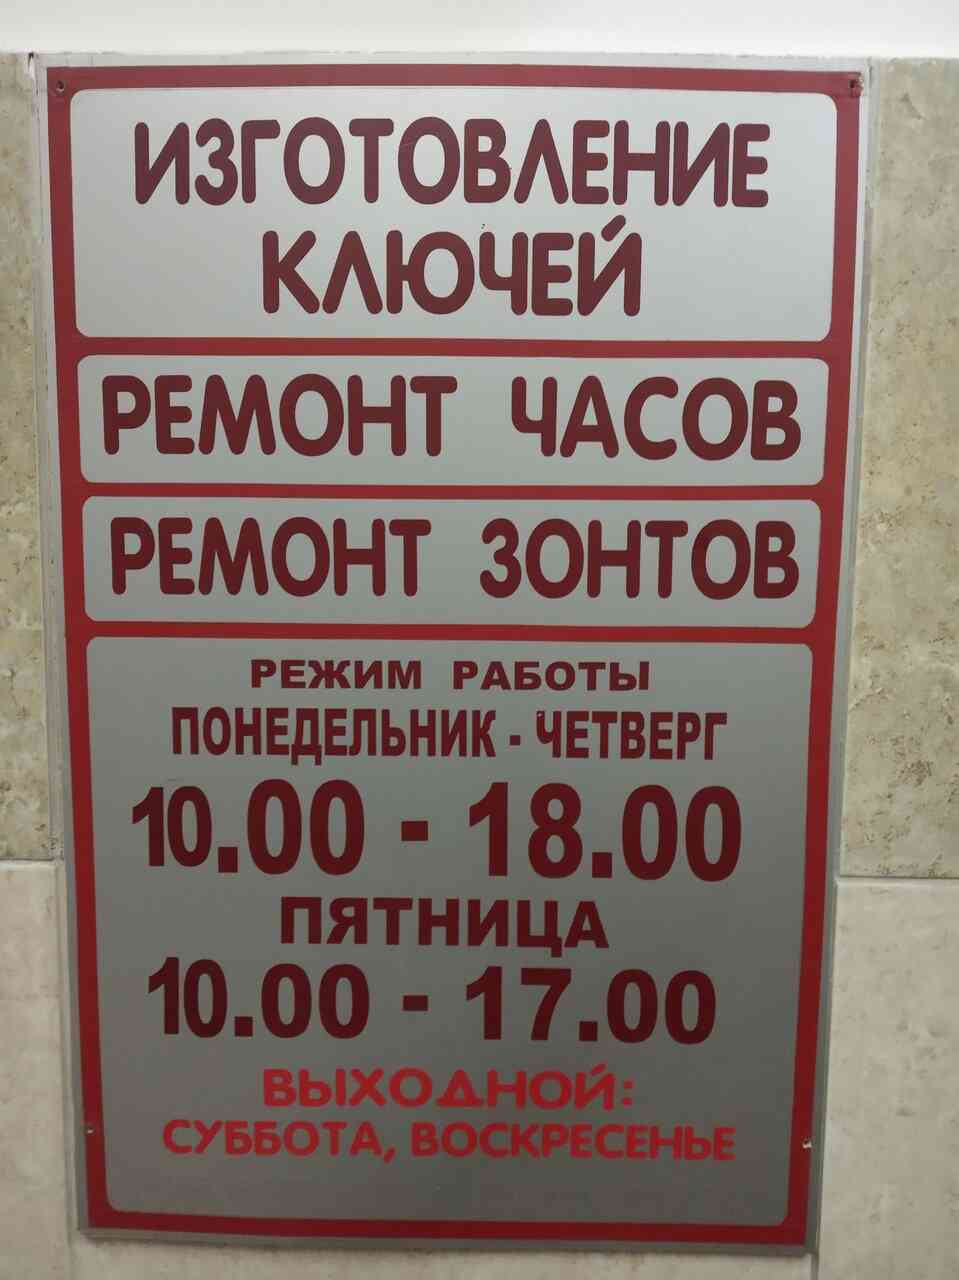 ИЗГОТОВЛЕНИЕ
КЛЮЧЕЙ
РЕМОНТ ЧАСОВ
РЕМОНТ ЗОНТОВ
РЕЖИМ РАБОТЫ
ПОНЕДЕЛЬНИК - ЧЕТВЕРГ
10.00 - 18.00
ПЯТНИЦА
10.00 - 17.00
ВЫХОДНОЙ:
СУББОТА, ВОСКРЕСЕНЬЕ